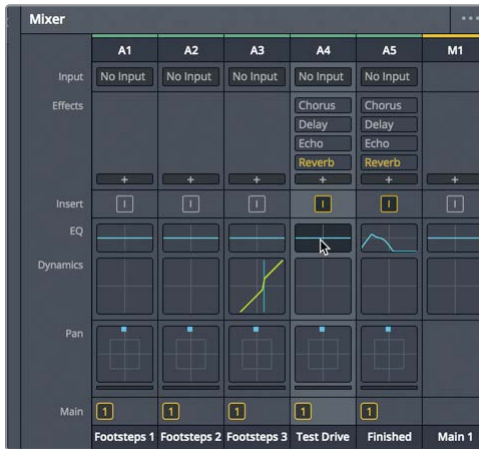 Mixer ...
A1 A2 A3 A4 A5 M1
Input No Input No Input No Input No Input No Input
Effects Chorus Chorus
Delay Delay
Echo Echo
Reverb Reverb
+ + + + + +
Insert I I I I I I
EQ
Dynamics
Pan
Main 1 1 1 1 1
Footsteps 1 Footsteps 2 Footsteps 3 Test Drive Finished Main 1